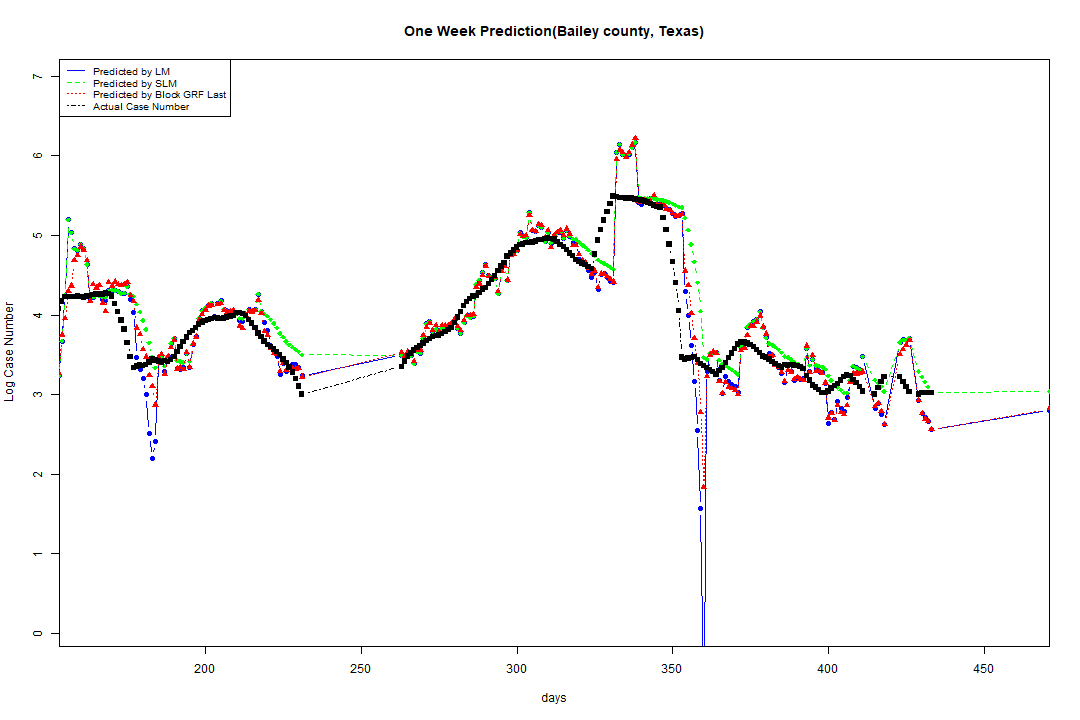 One Week Prediction(Bailey county, Texas)
Predicted by LM
Predicted by SLM
Predicted by Block GRF Last
Actual Case Number
Log Case Number
7
6
5
4
3
2
1
0
200 250 300 350 400 450
days